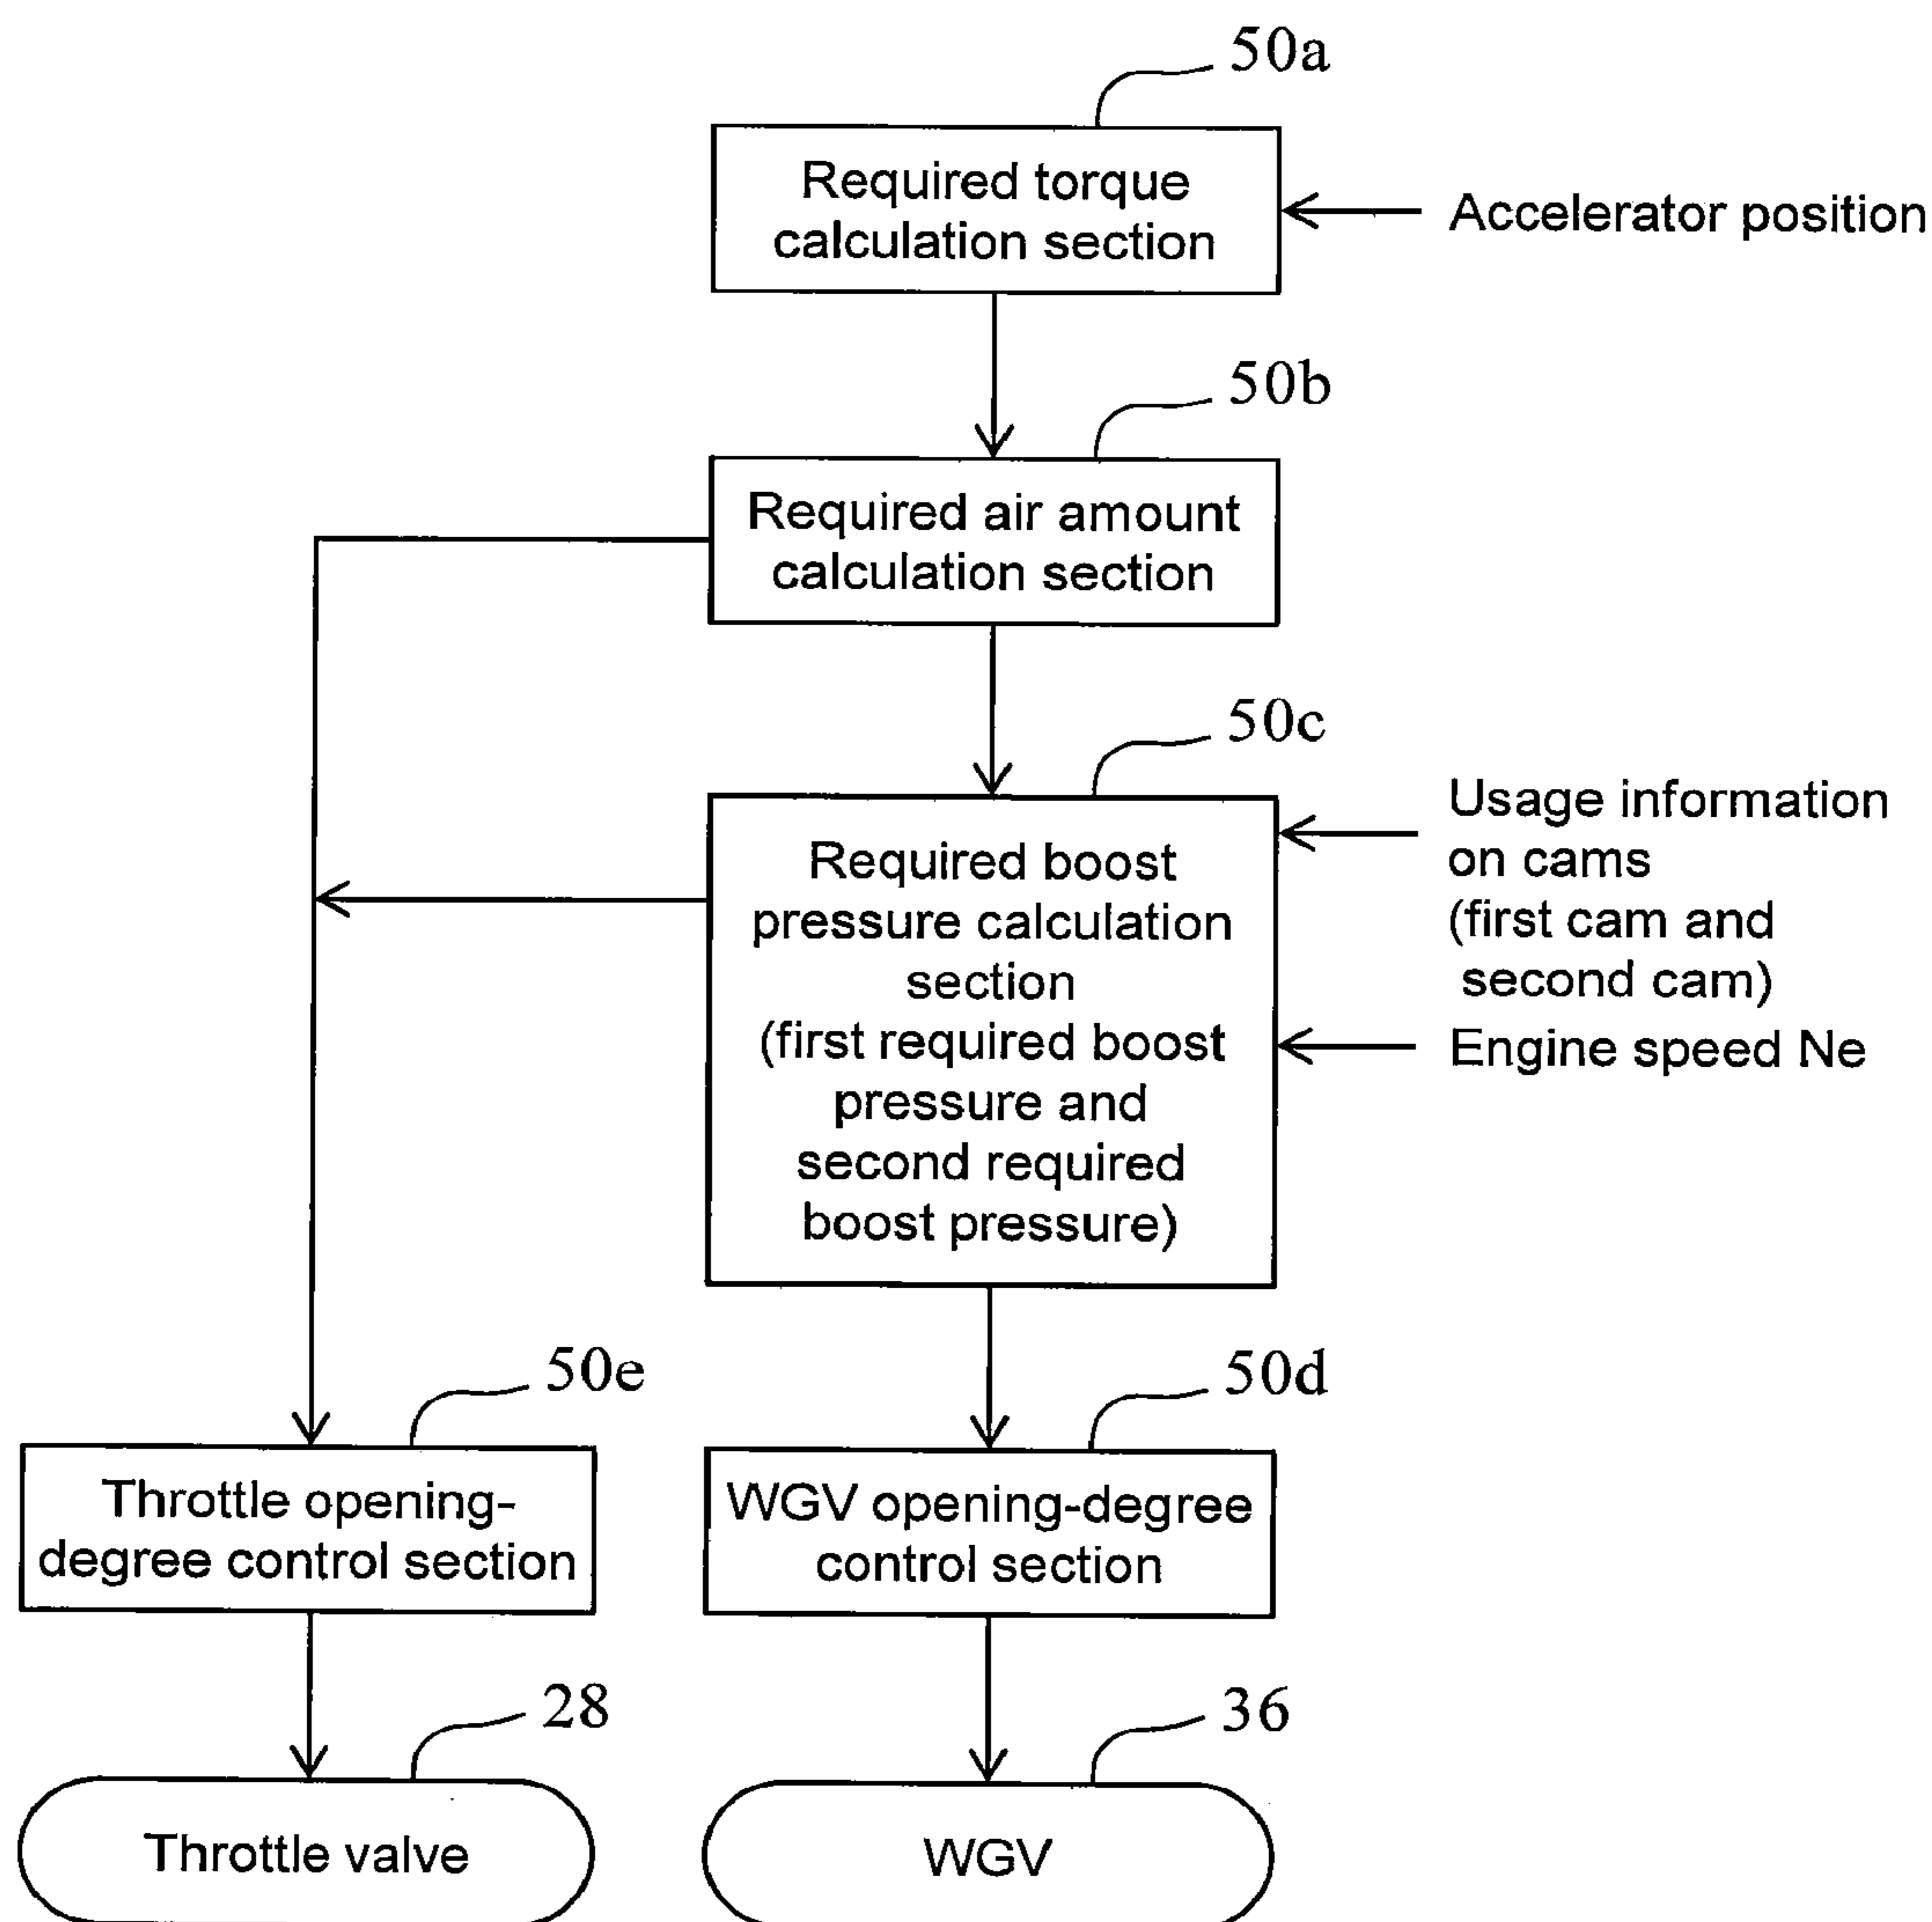 50a
Required torque
calculation section
Accelerator position
50b
Required air amount
calculation section
50c
Required boost
pressure calculation
section
(first required boost
pressure and
second required
boost pressure)
Usage information
on cams
(first cam and
second cam)
Engine speed Ne
50e
Throttle opening-
degree control section
50d
WGV opening-degree
control section
28
Throttle valve
36
WGV